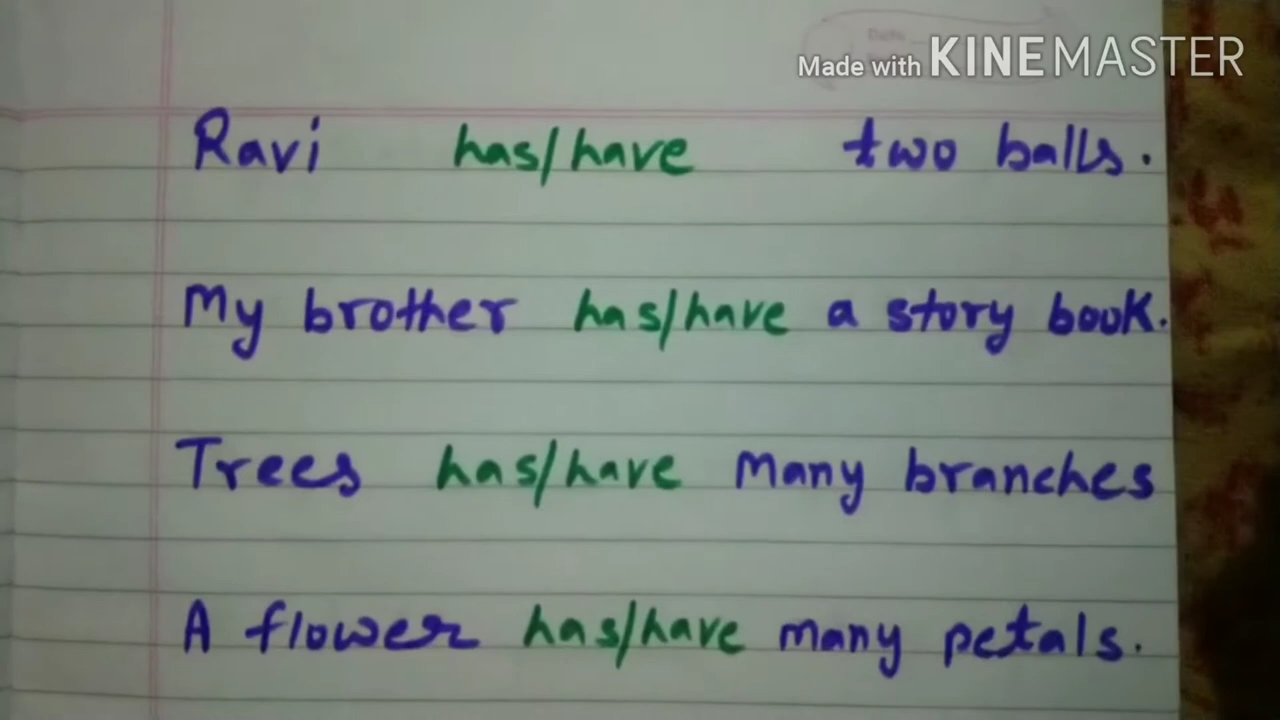 Made with KINEMASTER
Ravi has/have two balls.
My brother has/have a story book.
Trees has/have many branches
A flower has/have many petals.